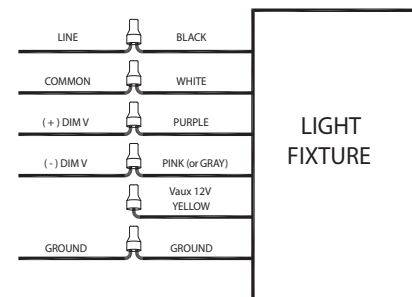 LINE BLACK
COMMON WHITE
( + ) DIM V PURPLE
( - ) DIM V PINK (or GRAY)
Vaux 12V
YELLOW
GROUND GROUND
LIGHT
FIXTURE